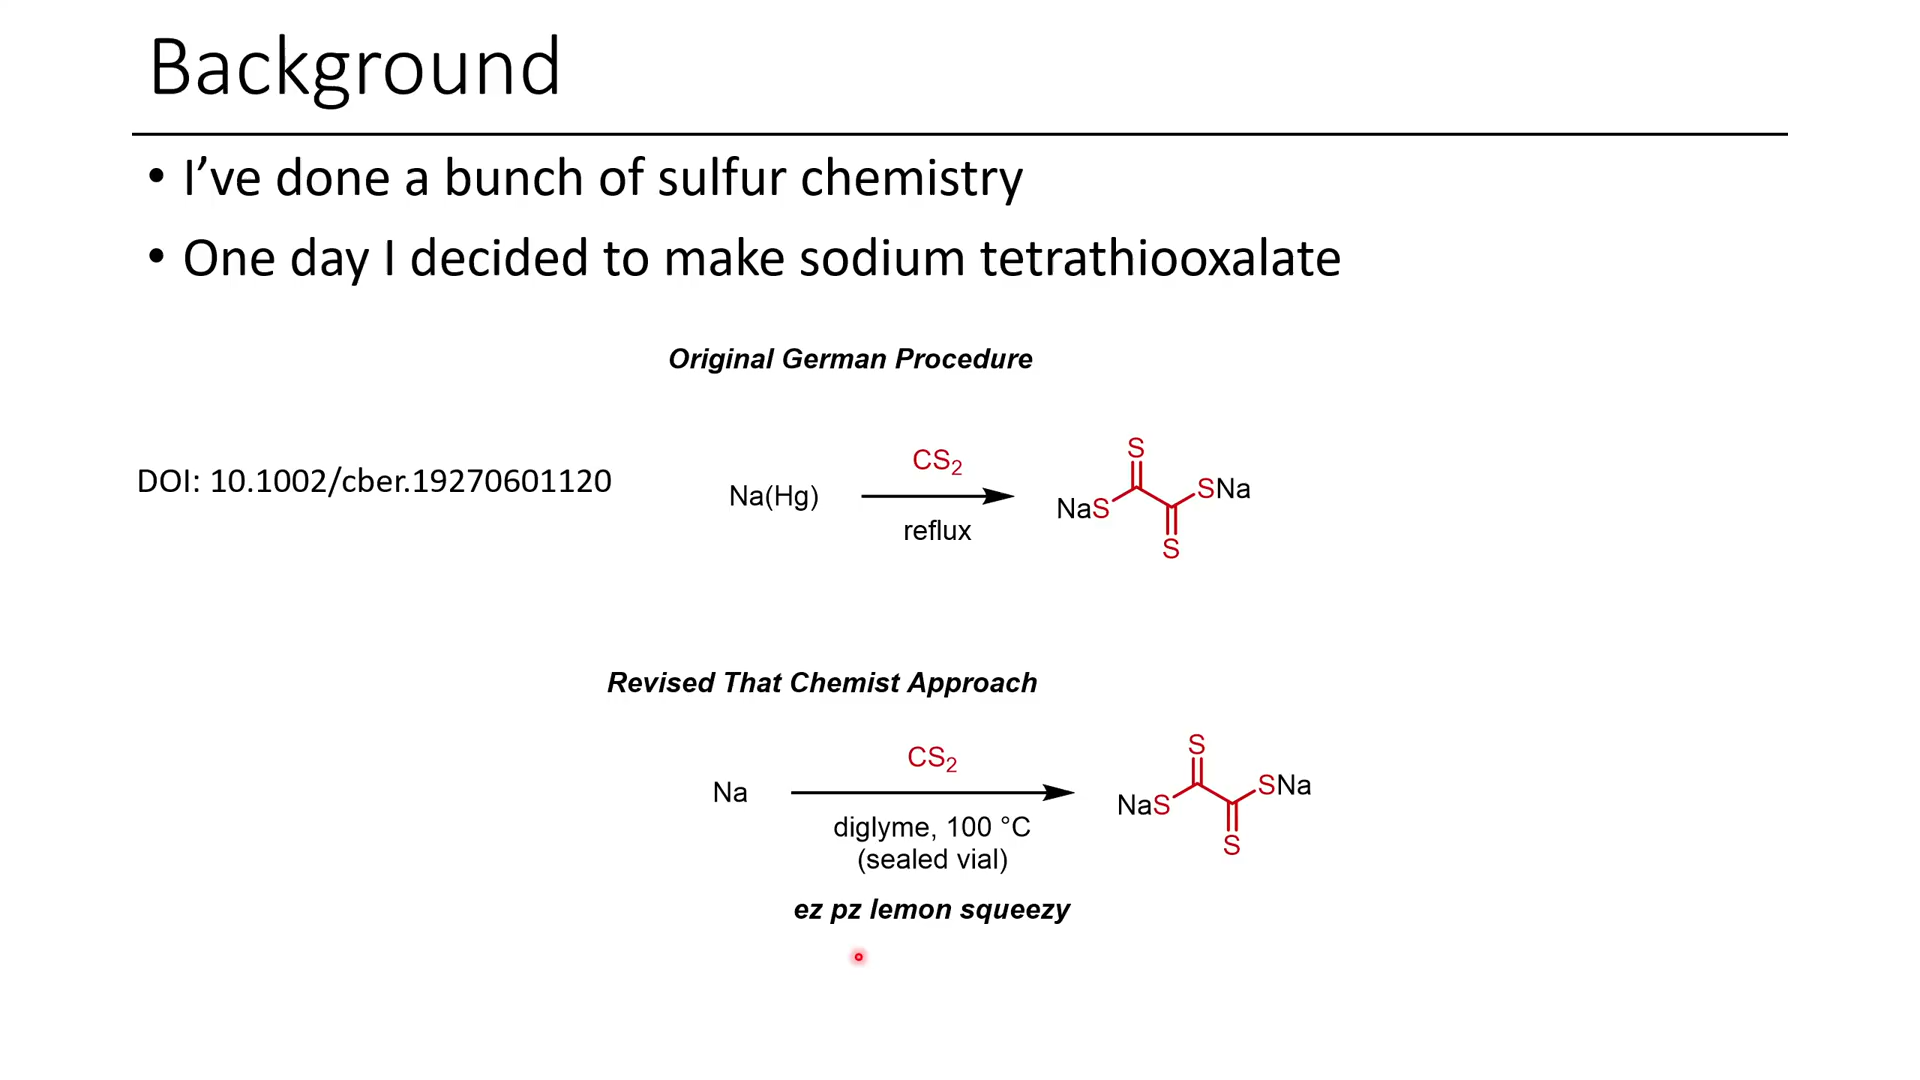 Background
• I’ve done a bunch of sulfur chemistry
• One day I decided to make sodium tetrathiooxalate
Original German Procedure
DOI: 10.1002/cber.19270601120
Na(Hg)
CS2
reflux
S
NaS
SNa
S
Revised That Chemist Approach
Na
CS2
diglyme, 100 °C
(sealed vial)
S
NaS
SNa
S
ez pz lemon squeezy